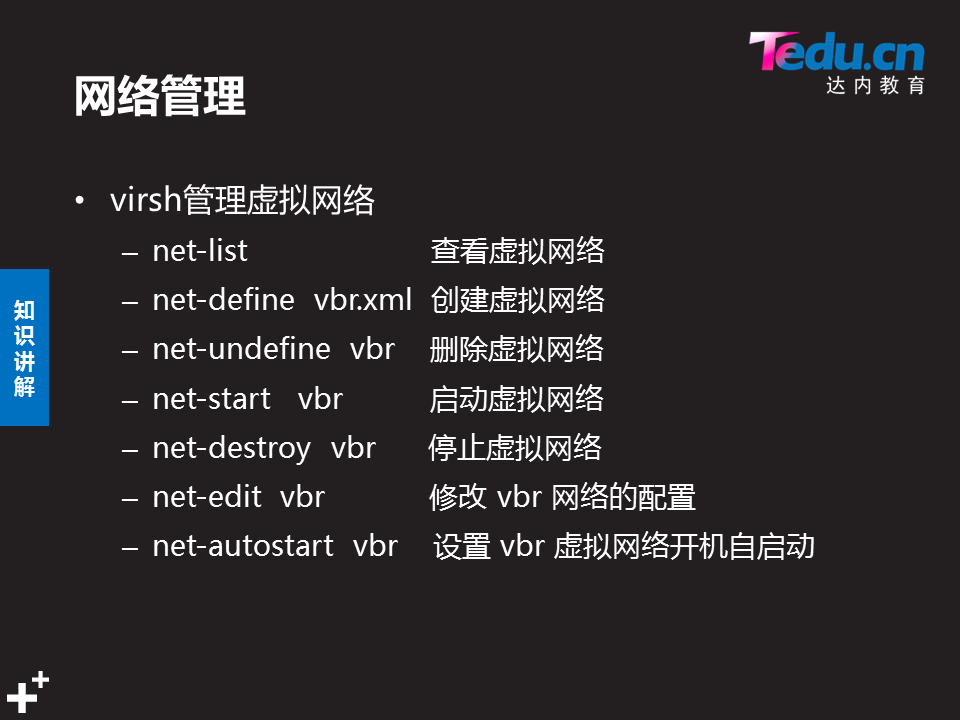 Tedu.cn
达内教育
网络管理
• virsh管理虚拟网络
– net-list 查看虚拟网络
– net-define vbr.xml 创建虚拟网络
– net-undefine vbr 删除虚拟网络
– net-start vbr 启动虚拟网络
– net-destroy vbr 停止虚拟网络
– net-edit vbr 修改 vbr 网络的配置
– net-autostart vbr 设置 vbr 虚拟网络开机自启动
知识讲解